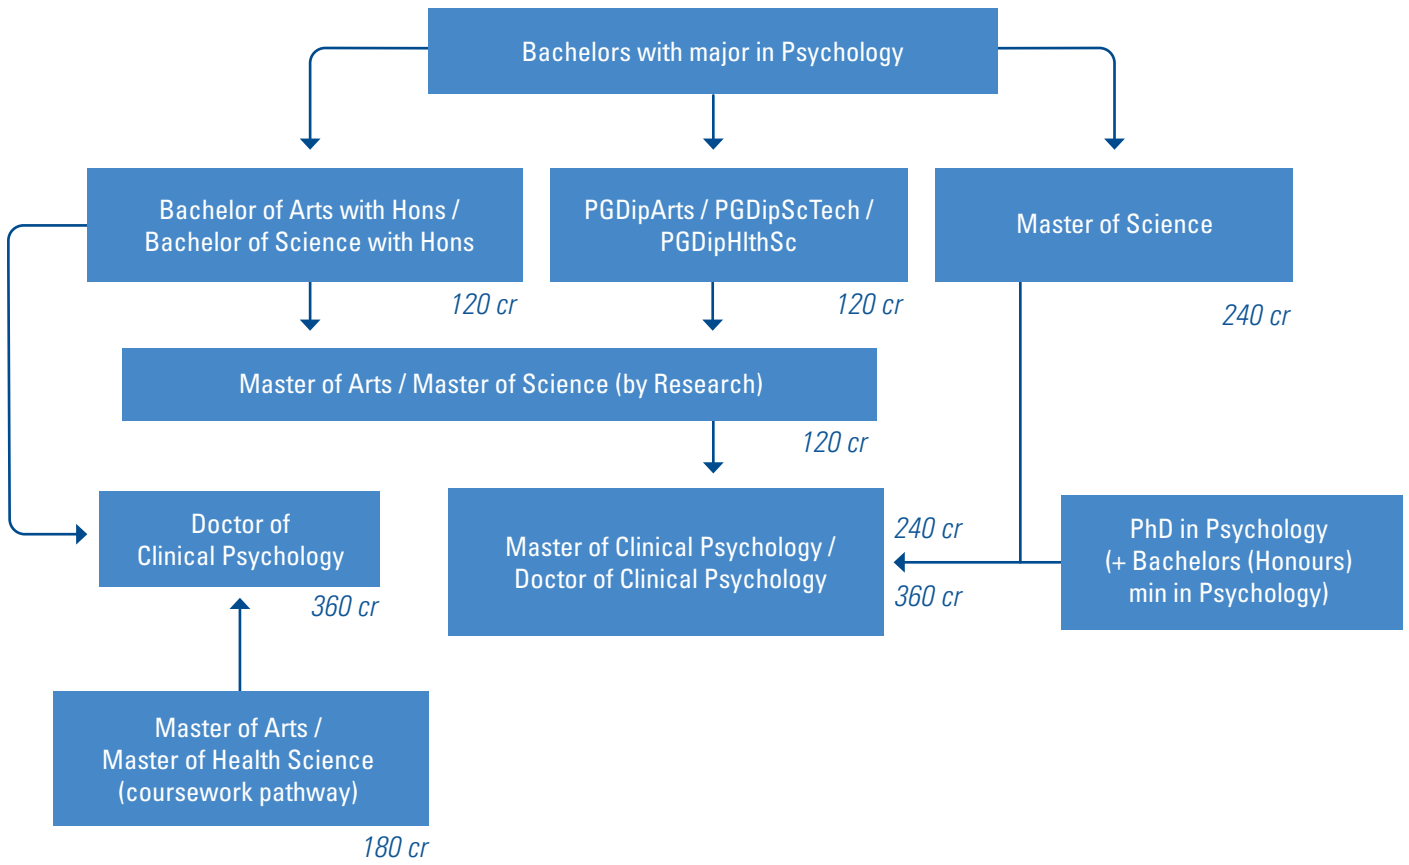 Bachelors with major in Psychology
Bachelor of Arts with Hons /
Bachelor of Science with Hons
120 cr
PGDipArts / PGDipScTech /
PGDipHlthSc
120 cr
Master of Science
240 cr
Master of Arts / Master of Science (by Research)
120 cr
Doctor of
Clinical Psychology
360 cr
Master of Clinical Psychology /
Doctor of Clinical Psychology
240 cr
360 cr
PhD in Psychology
(+ Bachelors (Honours)
min in Psychology)
Master of Arts /
Master of Health Science
(coursework pathway)
180 cr